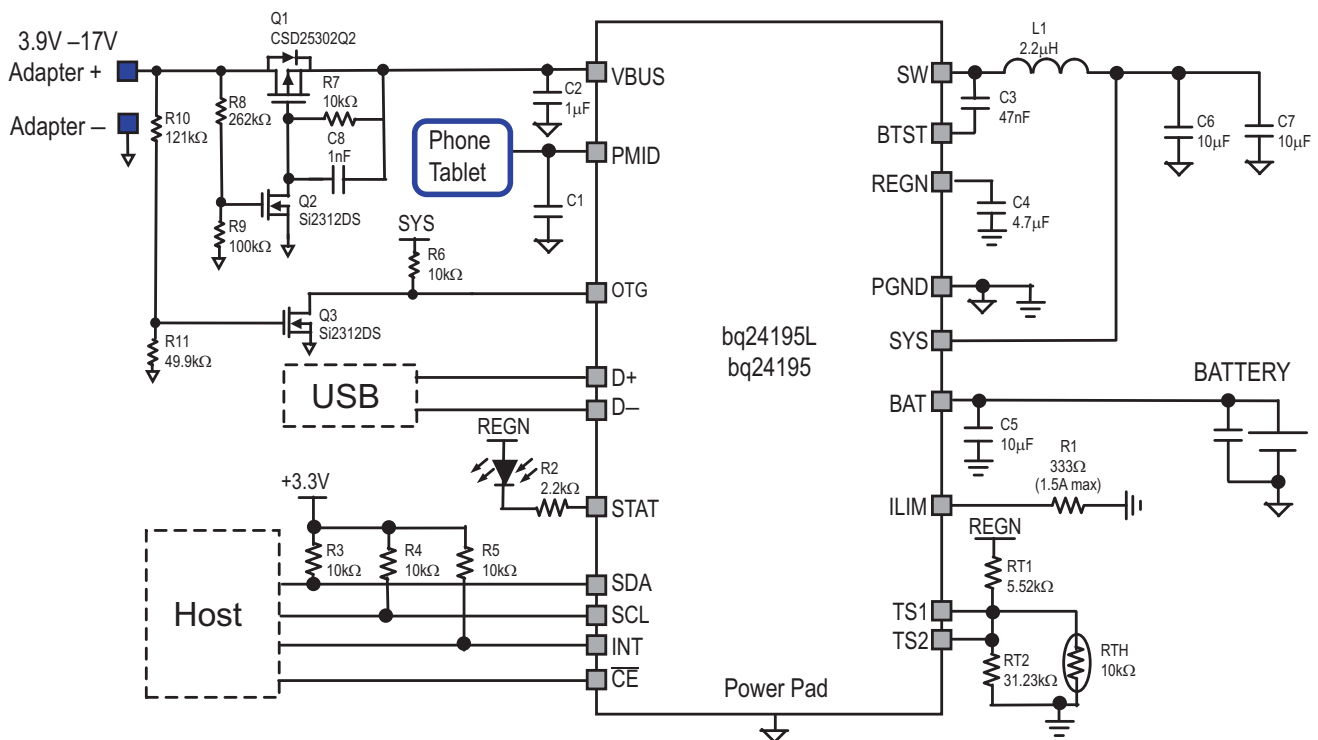 3.9V –17V
Adapter +
Adapter –
Q1
CSD25302Q2
R10
121kΩ
R8
262kΩ
R7
10kΩ
C8
1nF
C2
1µF
Q2
Si2312DS
R9
100kΩ
Phone
Tablet
C1
SYS
R6
10kΩ
Q3
Si2312DS
R11
49.9kΩ
USB
REGN
R2
2.2kΩ
+3.3V
R3
10kΩ
R4
10kΩ
R5
10kΩ
Host
VBUS
PMID
OTG
D+
D–
STAT
SDA
SCL
INT
CE
bq24195L
bq24195
Power Pad
SW
BTST
REGN
PGND
SYS
BAT
ILIM
TS1
TS2
L1
2.2µH
C3
47nF
C6
10µF
C7
10µF
C4
4.7µF
BATTERY
C5
10µF
R1
333Ω
(1.5A max)
REGN
RT1
5.52kΩ
RT2
31.23kΩ
RTH
10kΩ